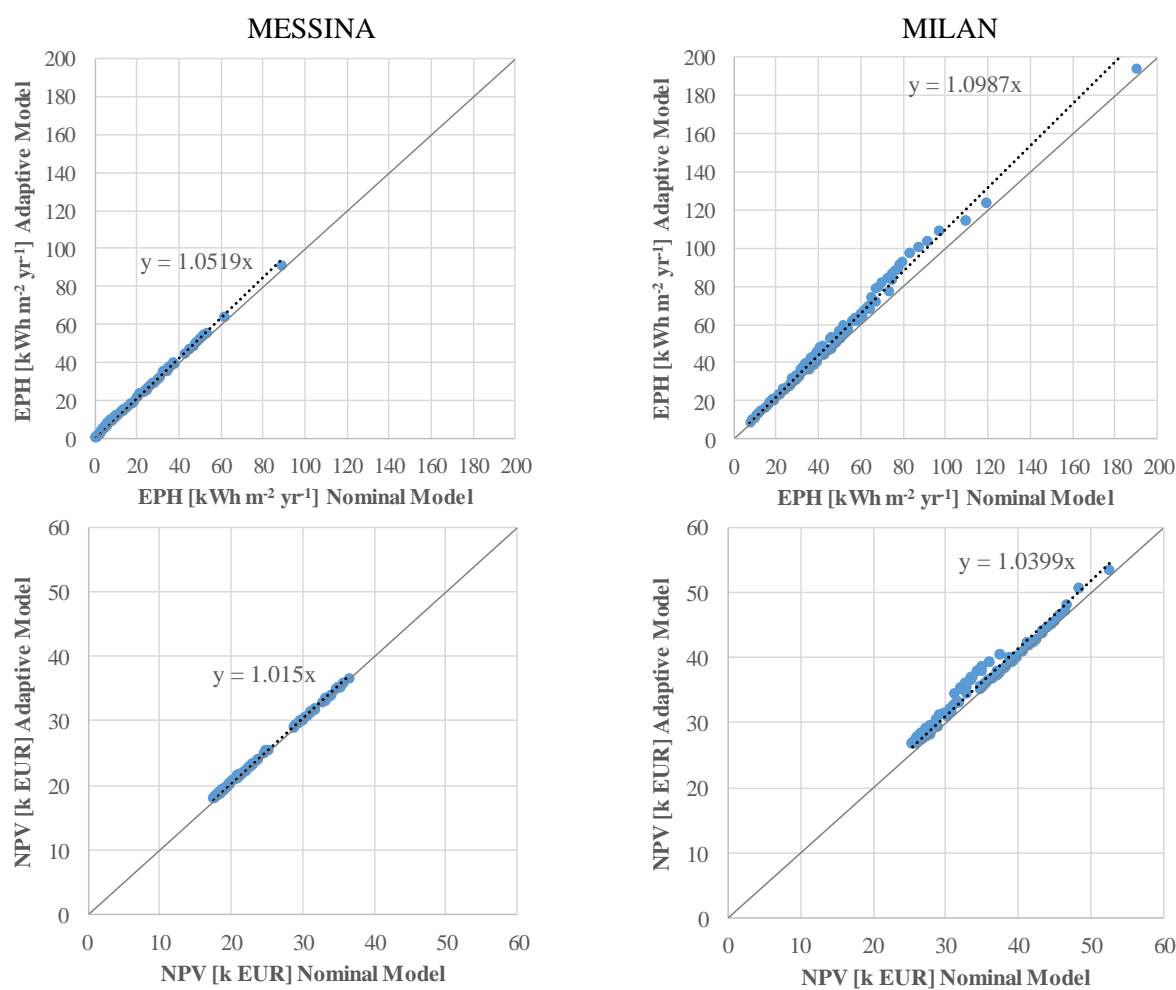 MESSINA
EPH [kWh m⁻² yr⁻¹] Adaptive Model
200
180
160
140
120
100
80
60
40
20
0
y = 1.0519x
0 20 40 60 80 100 120 140 160 180 200
EPH [kWh m⁻² yr⁻¹] Nominal Model
MILAN
EPH [kWh m⁻² yr⁻¹] Adaptive Model
200
180
160
140
120
100
80
60
40
20
0
y = 1.0987x
0 20 40 60 80 100 120 140 160 180 200
EPH [kWh m⁻² yr⁻¹] Nominal Model
NPV [k EUR] Adaptive Model
60
50
40
30
20
10
0
y = 1.015x
0 10 20 30 40 50 60
NPV [k EUR] Nominal Model
NPV [k EUR] Adaptive Model
60
50
40
30
20
10
0
y = 1.0399x
0 10 20 30 40 50 60
NPV [k EUR] Nominal Model